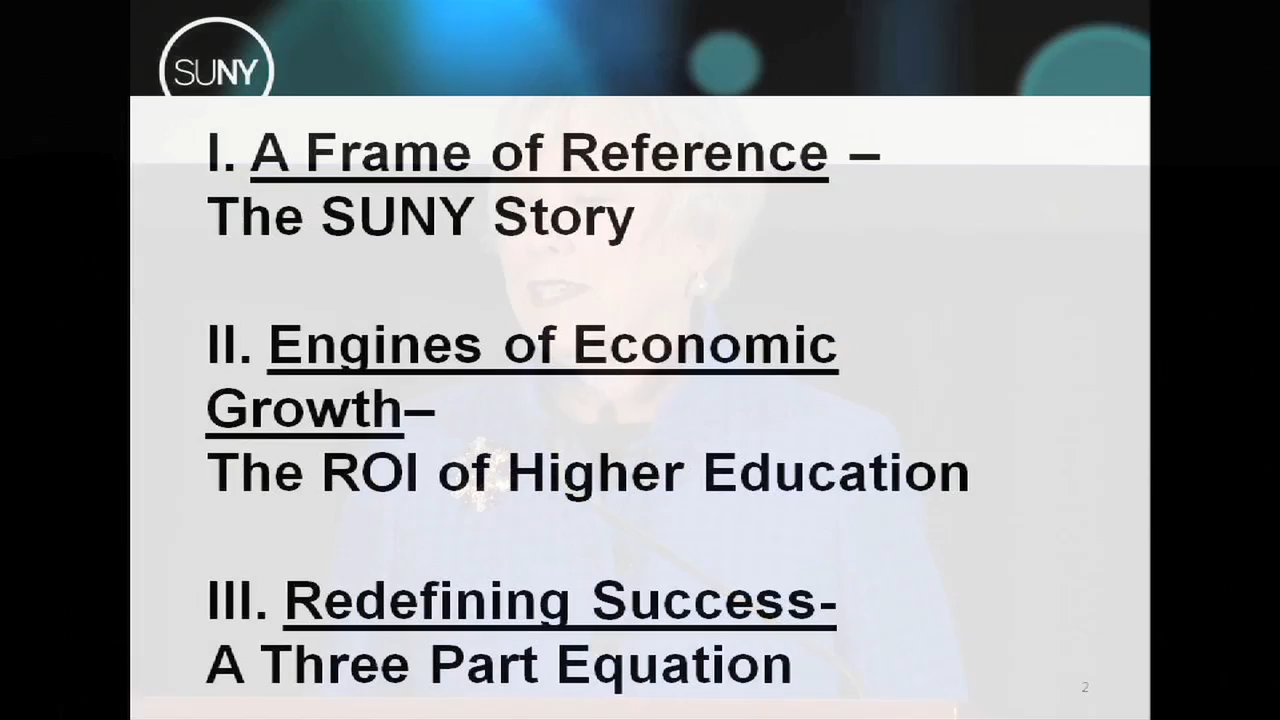 SUNY
I. A Frame of Reference –
The SUNY Story
II. Engines of Economic
Growth–
The ROI of Higher Education
III. Redefining Success-
A Three Part Equation
2